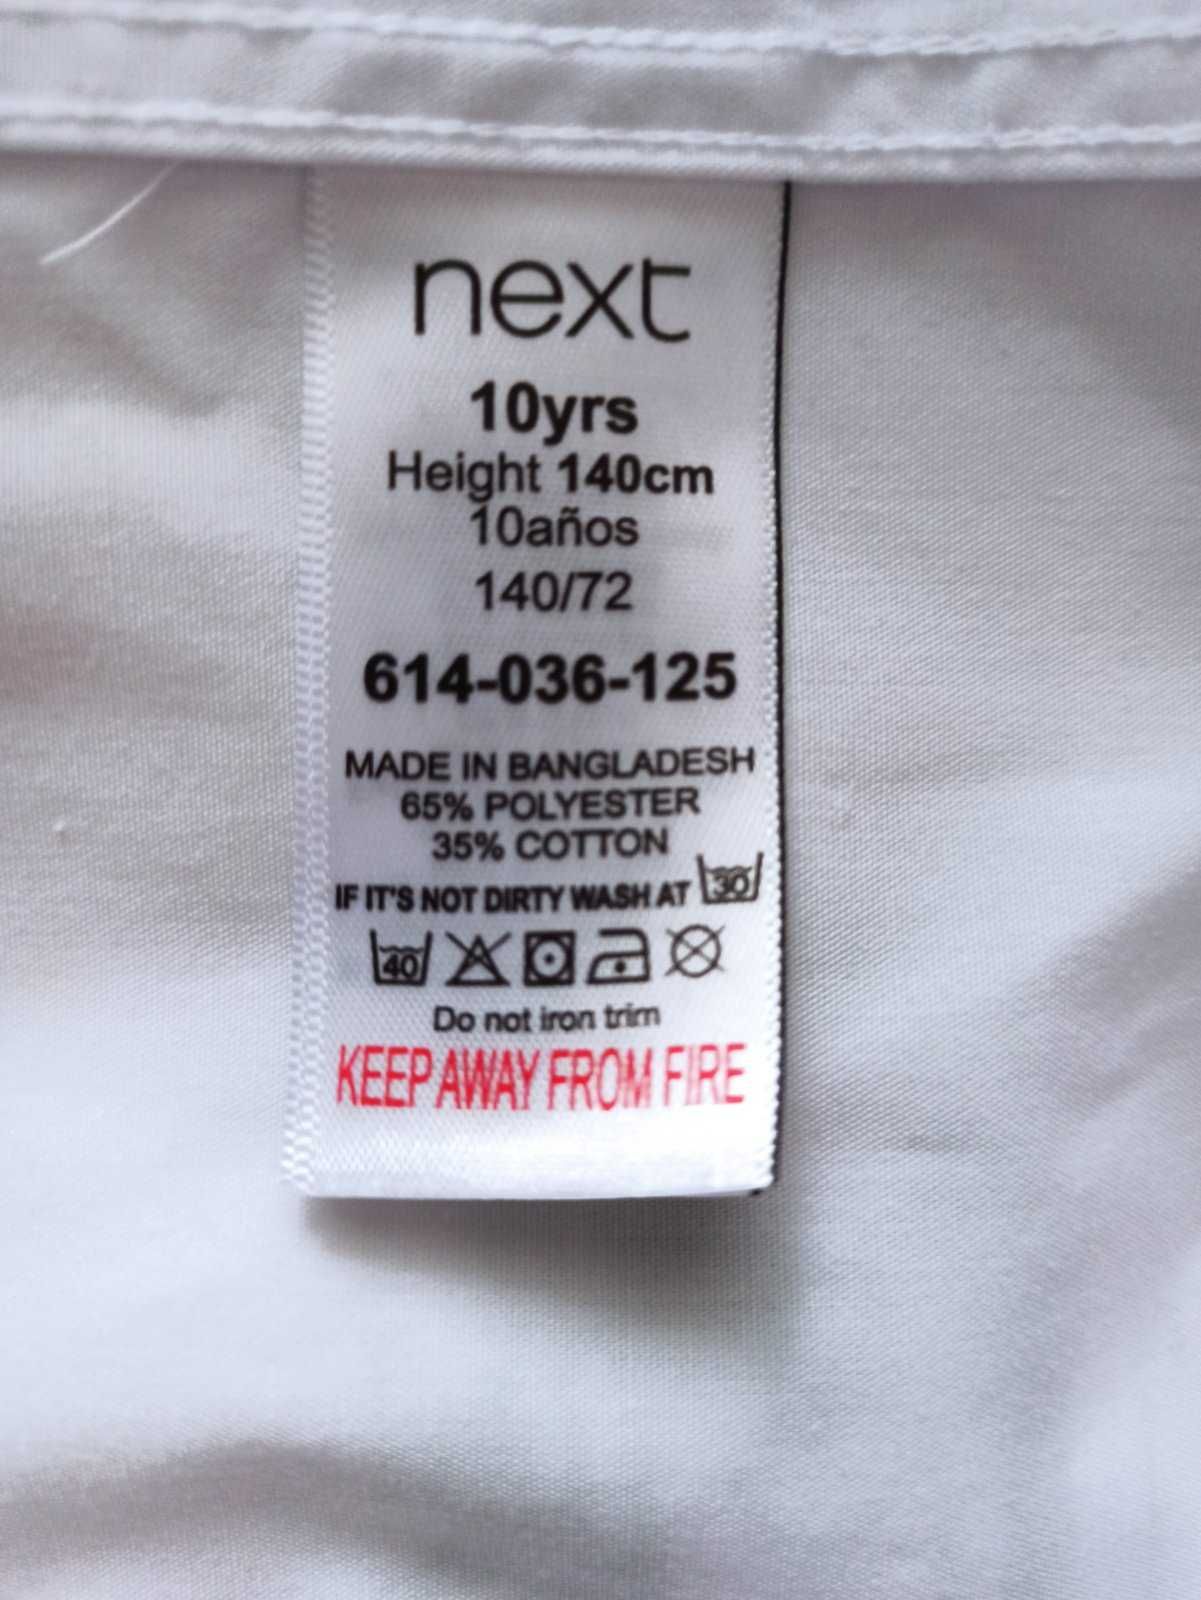 next
10yrs
Height 140cm
10años
140/72
614-036-125
MADE IN BANGLADESH
65% POLYESTER
35% COTTON
IF IT'S NOT DIRTY WASH AT 30
40
Do not iron trim
KEEP AWAY FROM FIRE